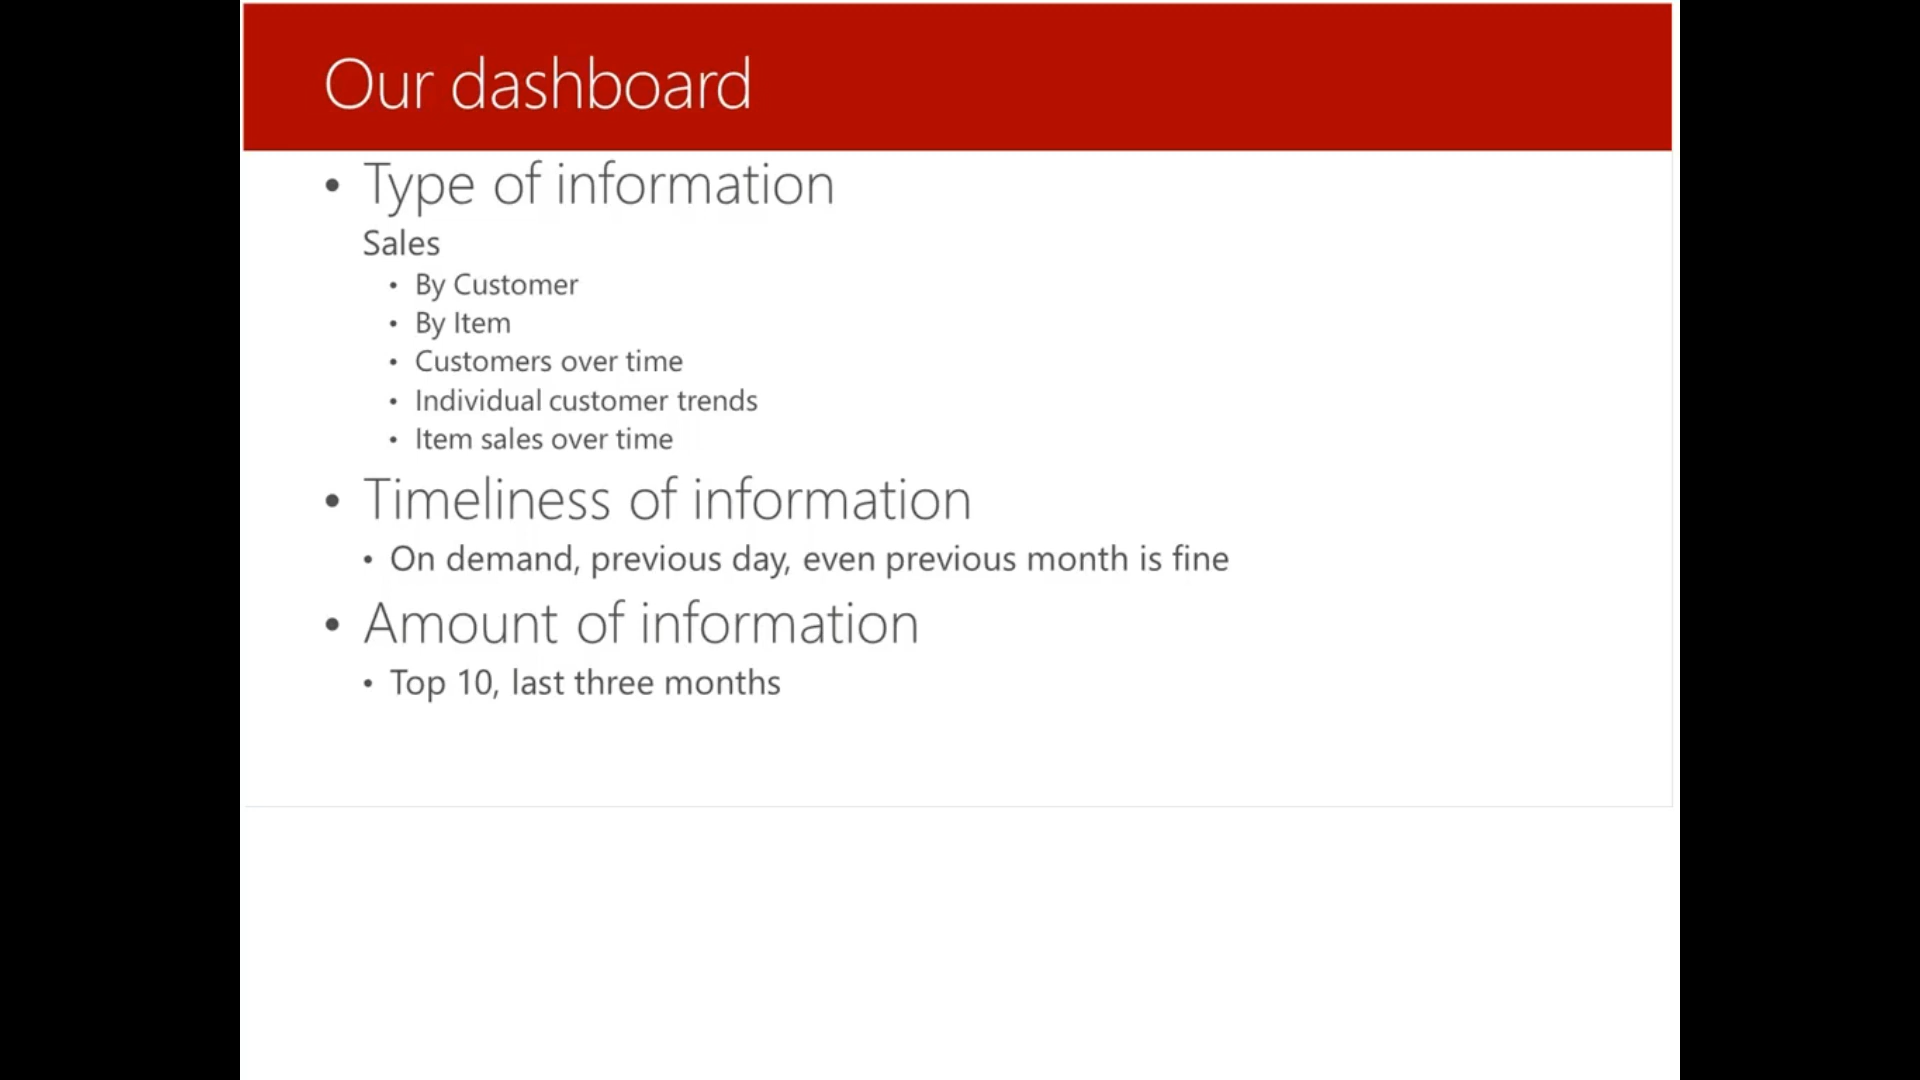 Our dashboard
• Type of information
Sales
• By Customer
• By Item
• Customers over time
• Individual customer trends
• Item sales over time
• Timeliness of information
• On demand, previous day, even previous month is fine
• Amount of information
• Top 10, last three months